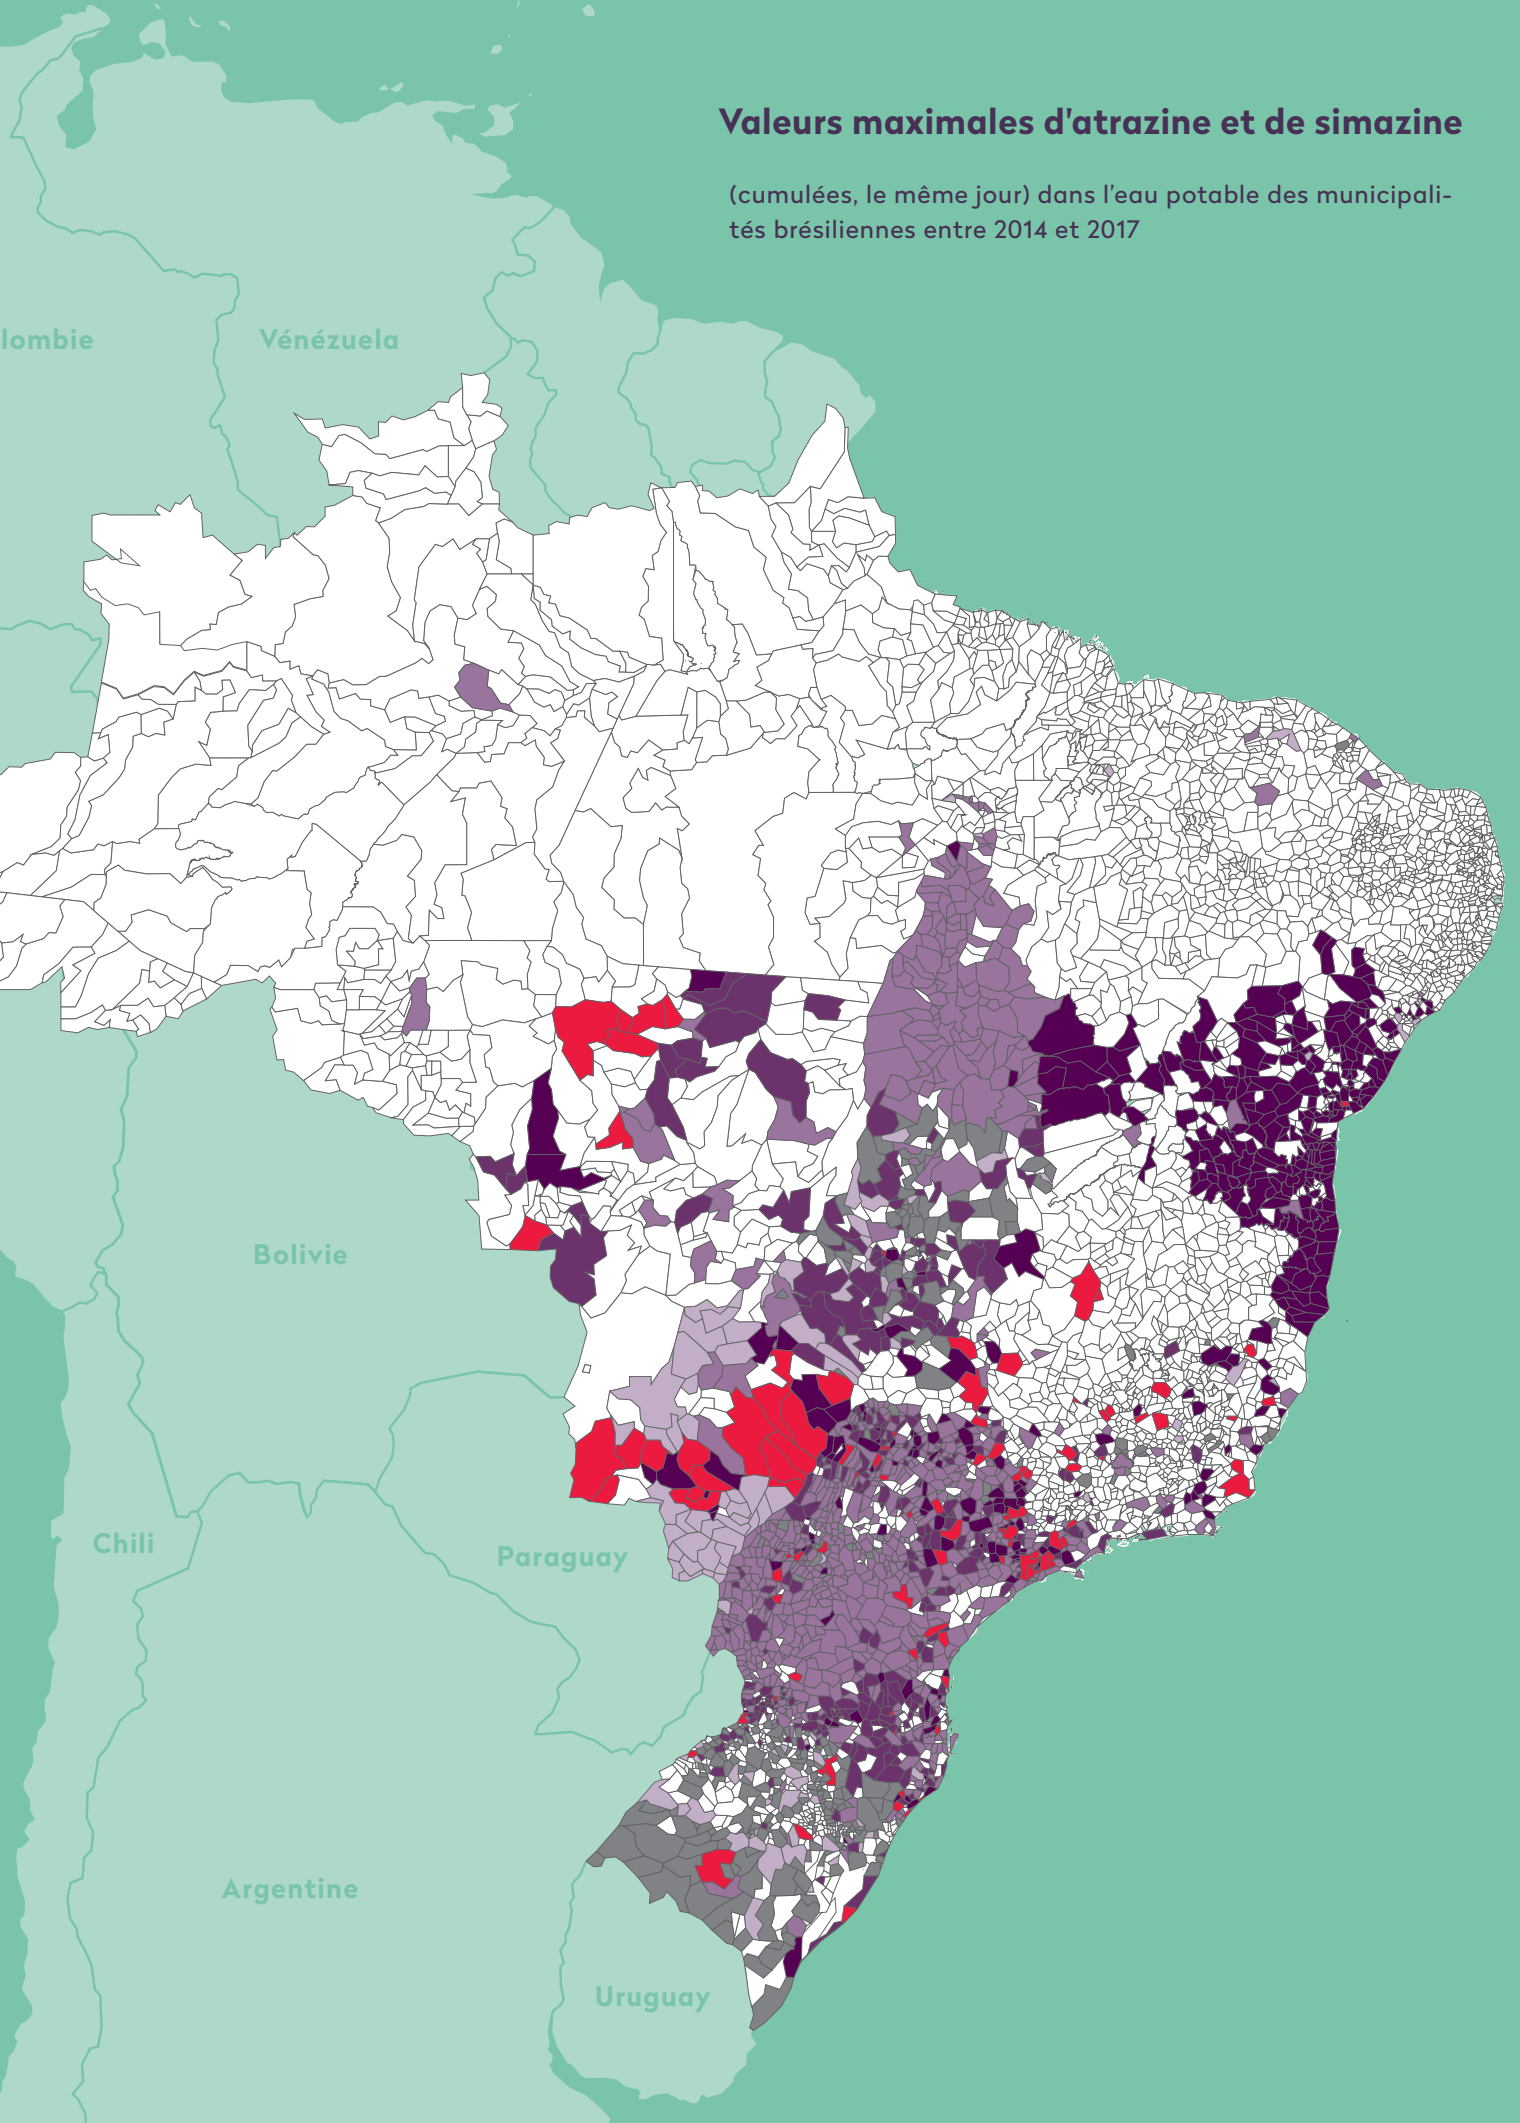 Valeurs maximales d'atrazine et de simazine
(cumulées, le même jour) dans l'eau potable des municipali-
tés brésiliennes entre 2014 et 2017
lombie
Vénézuela
Bolivie
Chili
Paraguay
Argentine
Uruguay